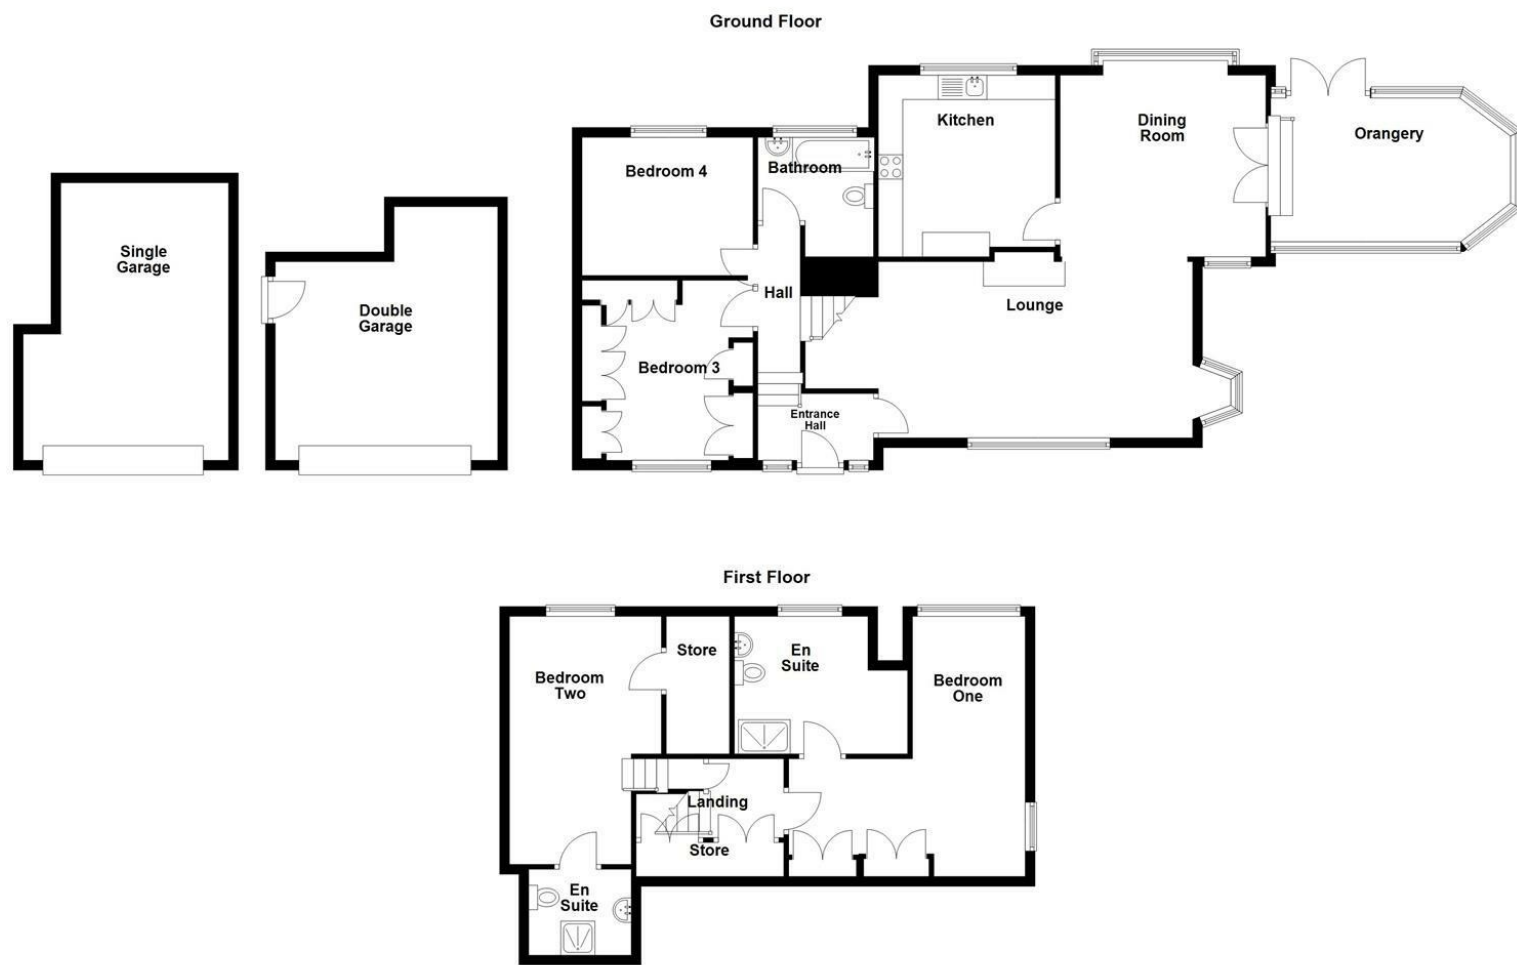 Ground Floor
Kitchen
Dining
Room
Orangery
Bedroom 4
Bathroom
Single
Garage
Double
Garage
Hall
Lounge
Bedroom 3
Entrance
Hall
First Floor
Bedroom
Two
Store
En
Suite
Bedroom
One
Landing
Store
En
Suite